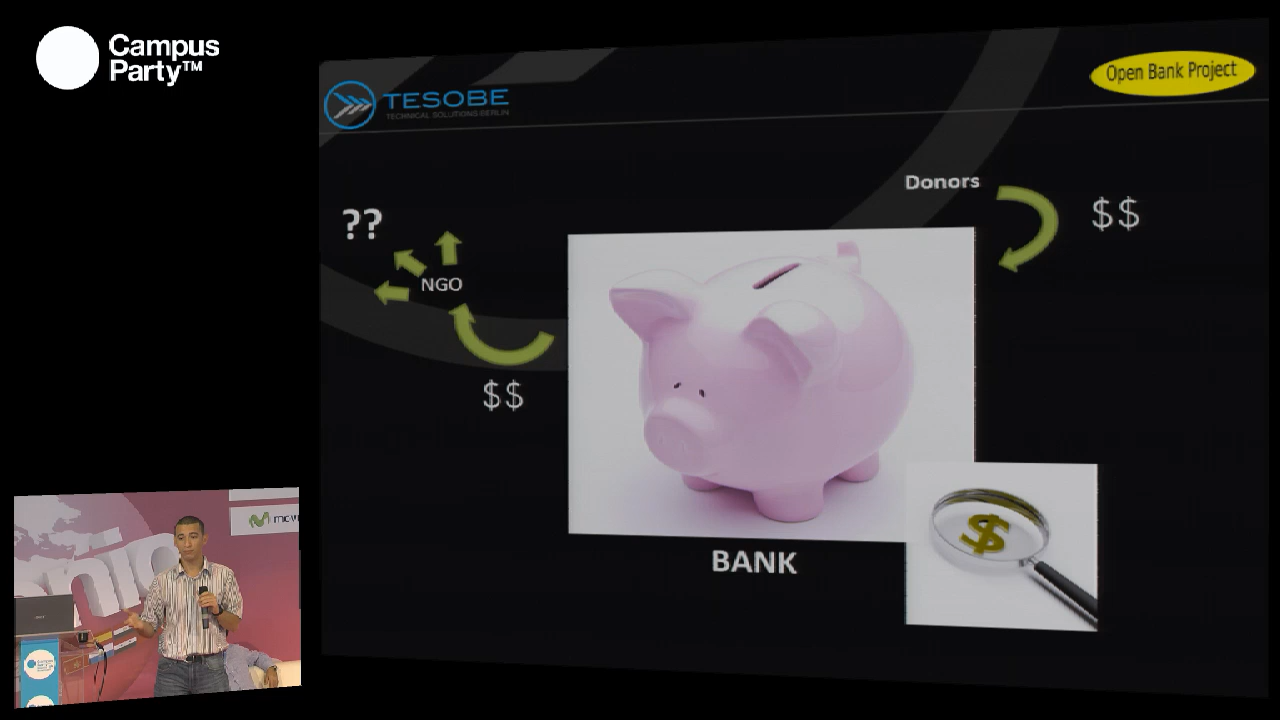 Campus
Party™
TESOBE
TECHNICAL SOLUTIONS BERLIN
Open Bank Project
Donors
$$
??
NGO
$$
BANK
$